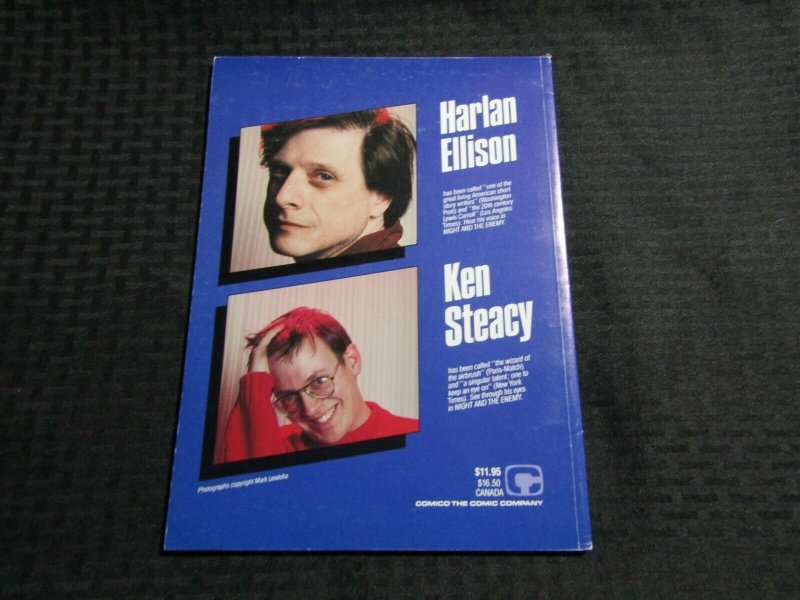 Harlan
Ellison
has been called "one of the
great living American short
story writers" (Washington
Post) and "the 20th century
Lewis Carroll" (Los Angeles
Times). Hear his voice in
NIGHT AND THE ENEMY.
Ken
Steacy
has been called "the wizard of
the airbrush" (Paris-Match)
and "a singular talent; one to
keep an eye on" (New York
Times). See through his eyes
in NIGHT AND THE ENEMY.
Photographs copyright Mark
$11.95
$16.50
CANADA
COMICO THE COMIC COMPANY